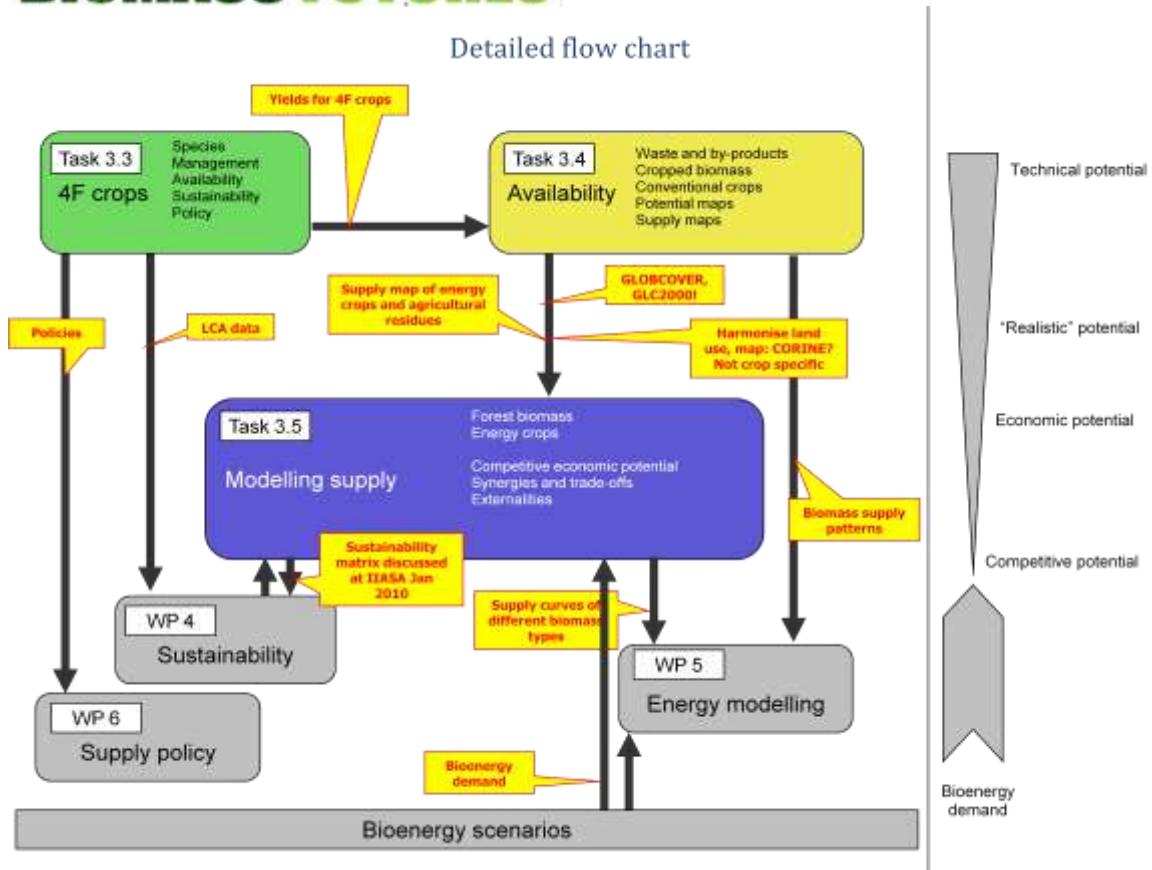 BIOMASS FUTURES
Detailed flow chart
Yields for 4F crops
Task 3.3
4F crops
Species
Management
Availability
Sustainability
Policy
Task 3.4
Availability
Waste and by-products
Cropped biomass
Conventional crops
Potential maps
Supply maps
Technical potential
Supply map of energy
crops and agricultural
residues
GLOBCOVER,
GLC2000!
Policies
LCA data
Harmonise land
use, map: CORINE?
Not crop specific
"Realistic" potential
Task 3.5
Modelling supply
Forest biomass
Energy crops
Competitive economic potential
Synergies and trade-offs
Externalities
Economic potential
Biomass supply
patterns
Sustainability
matrix discussed
at IIASA Jan
2010
Competitive potential
WP 4
Sustainability
Supply curves of
different biomass
types
WP 5
Energy modelling
WP 6
Supply policy
Bioenergy
demand
Bioenergy
demand
Bioenergy scenarios